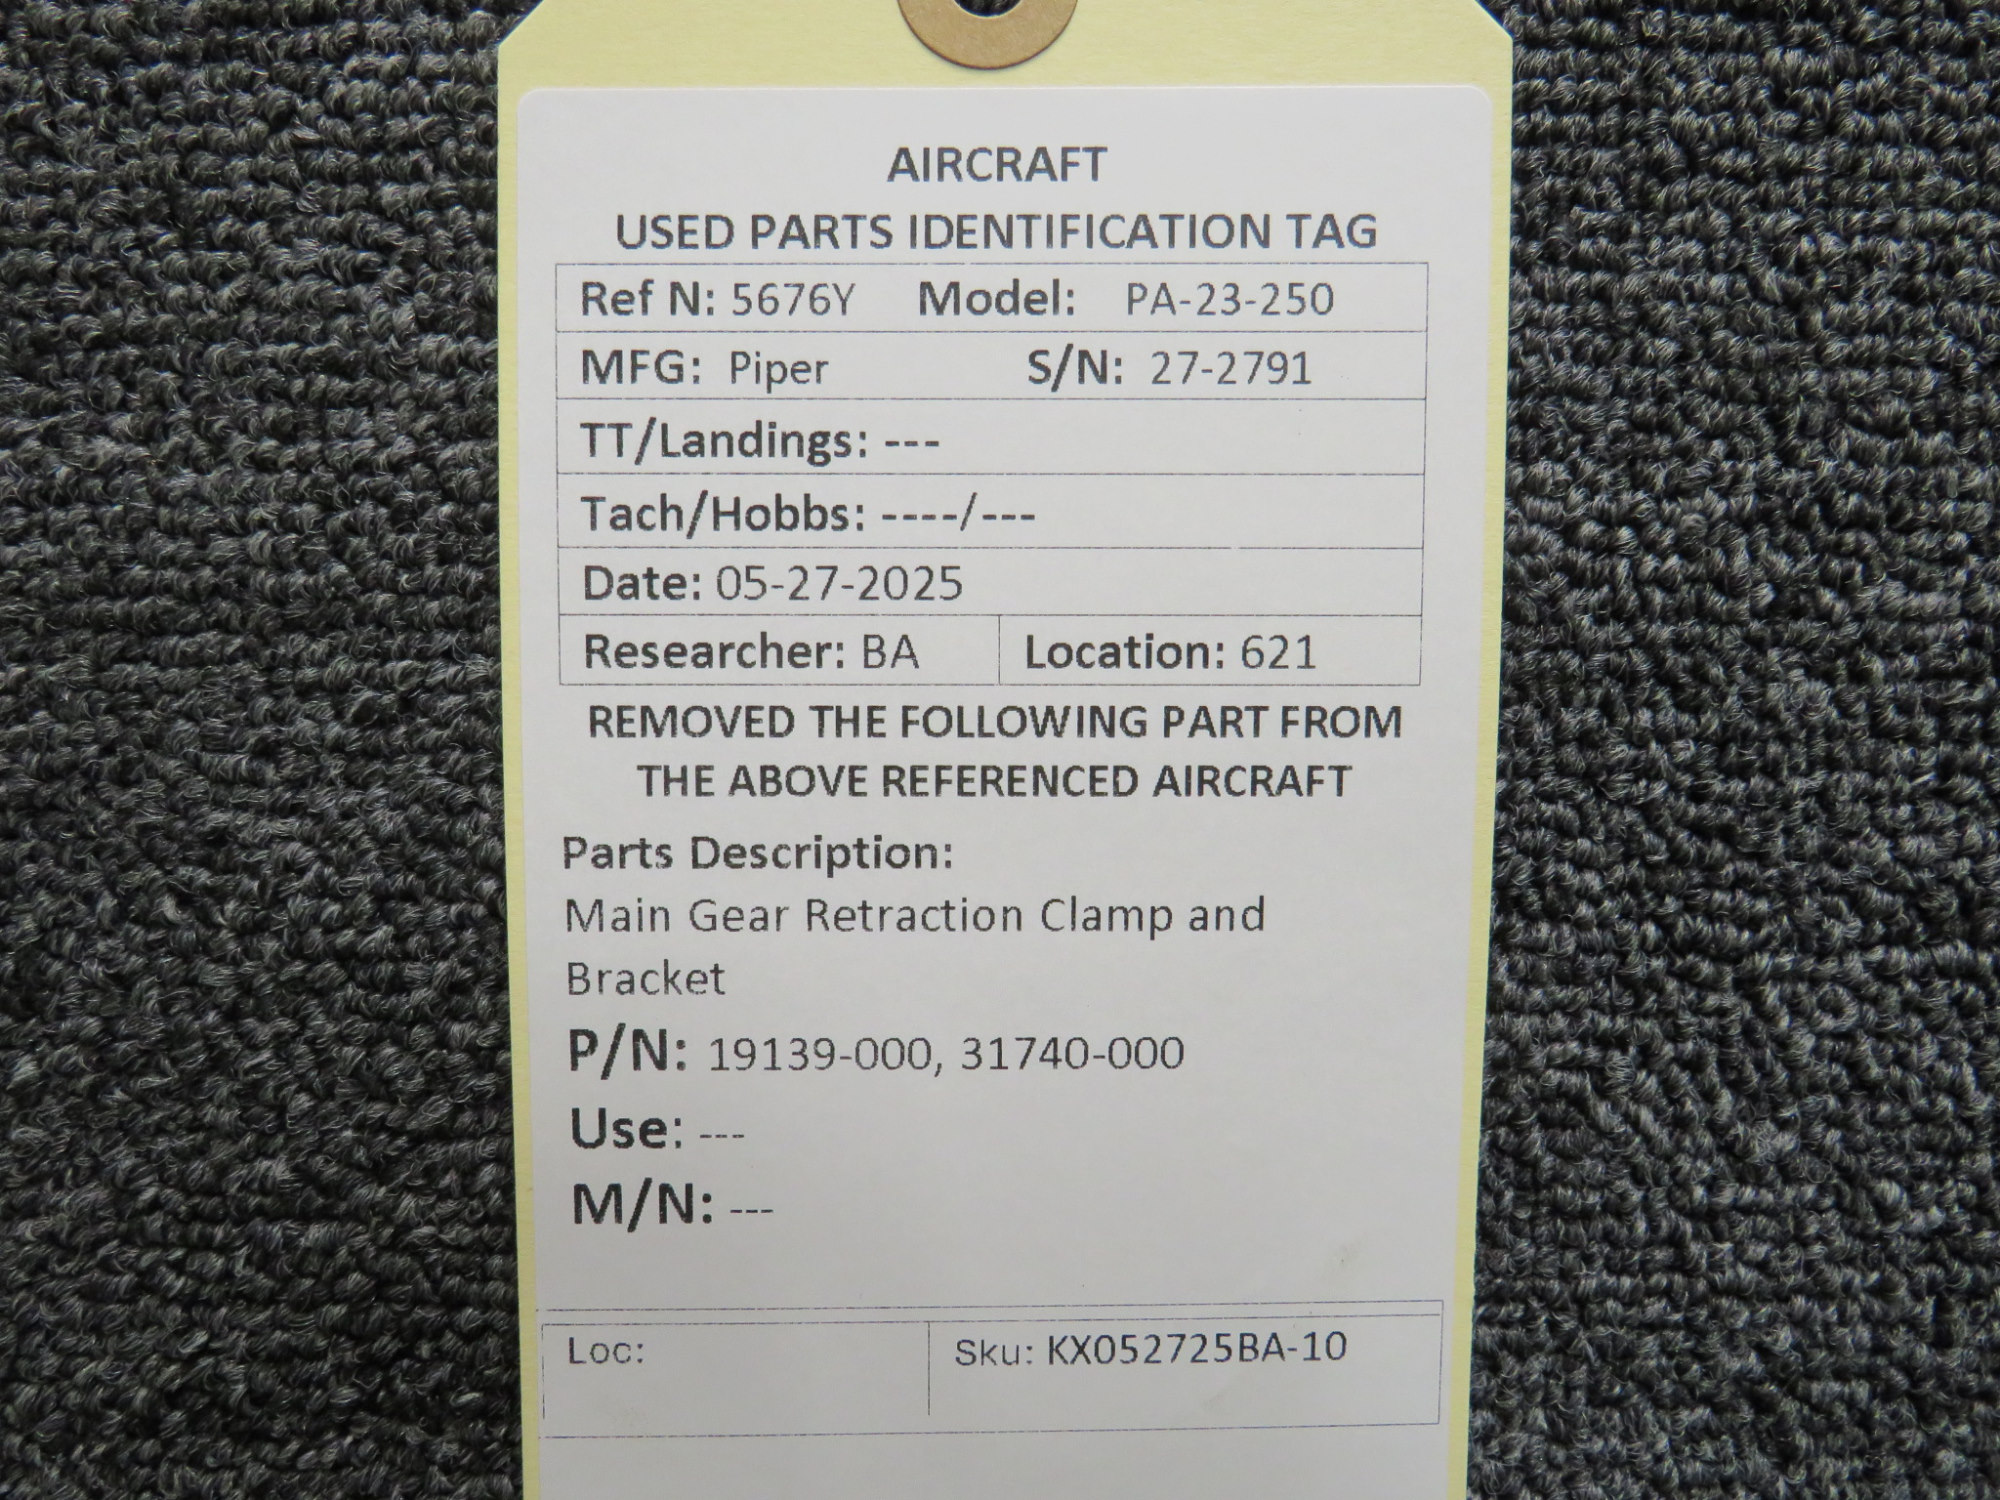 AIRCRAFT
USED PARTS IDENTIFICATION TAG
Ref N: 5676Y Model: PA-23-250
MFG: Piper S/N: 27-2791
TT/Landings: ---
Tach/Hobbs: ----/---
Date: 05-27-2025
Researcher: BA Location: 621
REMOVED THE FOLLOWING PART FROM
THE ABOVE REFERENCED AIRCRAFT
Parts Description:
Main Gear Retraction Clamp and
Bracket
P/N: 19139-000, 31740-000
Use: ---
M/N: ---
Loc: Sku: KX052725BA-10